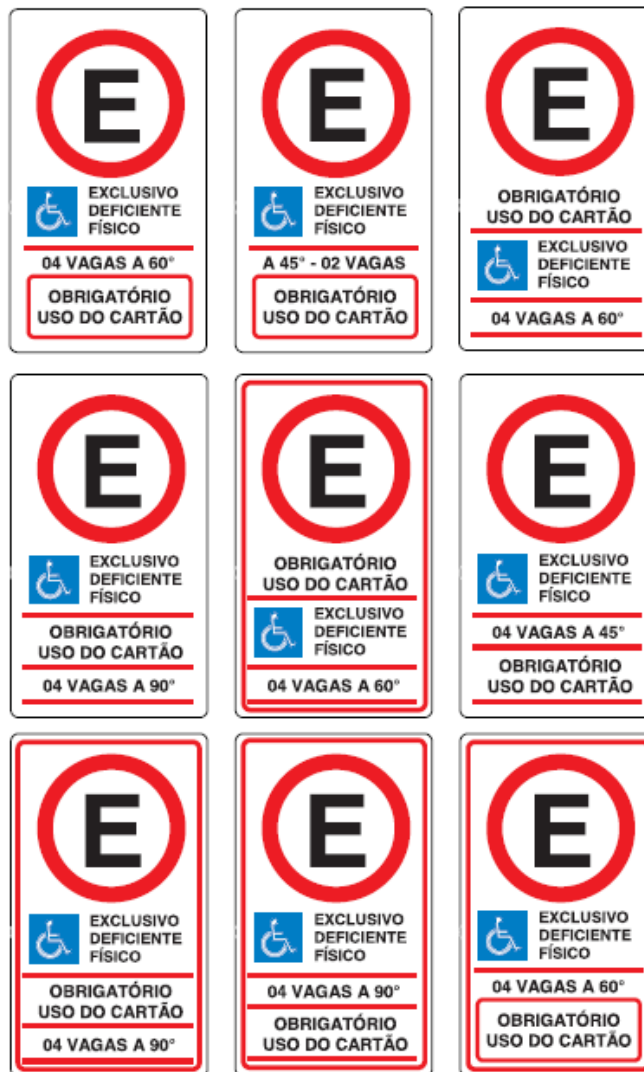 E
EXCLUSIVO
DEFICIENTE
FÍSICO
04 VAGAS A 60°
OBRIGATÓRIO
USO DO CARTÃO
E
EXCLUSIVO
DEFICIENTE
FÍSICO
A 45° - 02 VAGAS
OBRIGATÓRIO
USO DO CARTÃO
E
OBRIGATÓRIO
USO DO CARTÃO
EXCLUSIVO
DEFICIENTE
FÍSICO
04 VAGAS A 60°
E
EXCLUSIVO
DEFICIENTE
FÍSICO
OBRIGATÓRIO
USO DO CARTÃO
04 VAGAS A 90°
E
OBRIGATÓRIO
USO DO CARTÃO
EXCLUSIVO
DEFICIENTE
FÍSICO
04 VAGAS A 60°
E
EXCLUSIVO
DEFICIENTE
FÍSICO
04 VAGAS A 45°
OBRIGATÓRIO
USO DO CARTÃO
E
EXCLUSIVO
DEFICIENTE
FÍSICO
OBRIGATÓRIO
USO DO CARTÃO
04 VAGAS A 90°
E
EXCLUSIVO
DEFICIENTE
FÍSICO
04 VAGAS A 90°
OBRIGATÓRIO
USO DO CARTÃO
E
EXCLUSIVO
DEFICIENTE
FÍSICO
04 VAGAS A 60°
OBRIGATÓRIO
USO DO CARTÃO